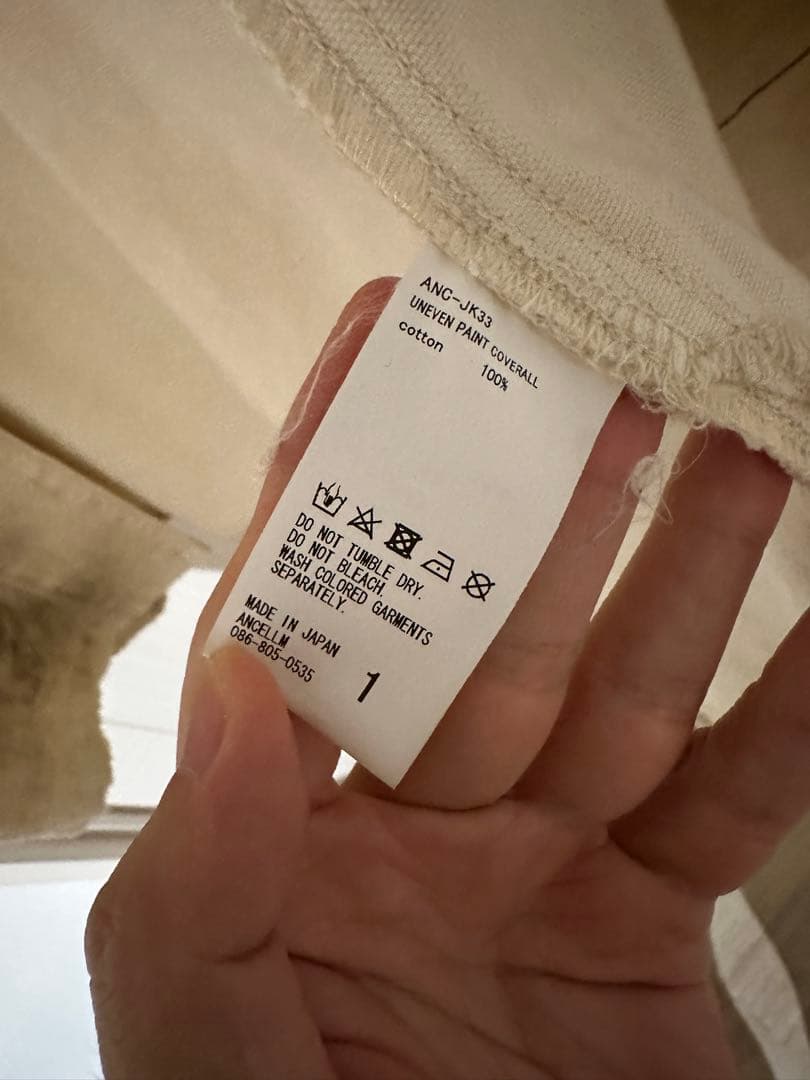 ANC-JK33
UNEVEN PAINT COVERALL
cotton 100%
DO NOT TUMBLE DRY.
DO NOT BLEACH.
WASH COLORED GARMENTS
SEPARATELY.
MADE IN JAPAN
ANCELLM
086-805-0535
1